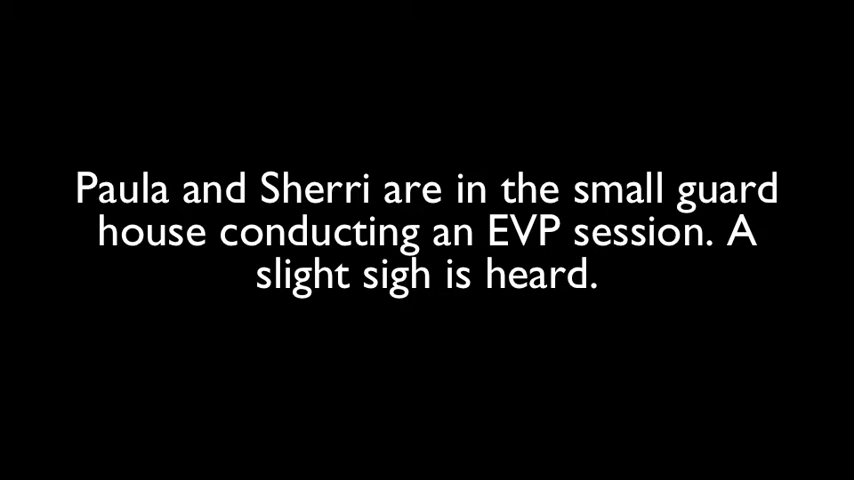 Paula and Sherri are in the small guard
house conducting an EVP session. A
slight sigh is heard.